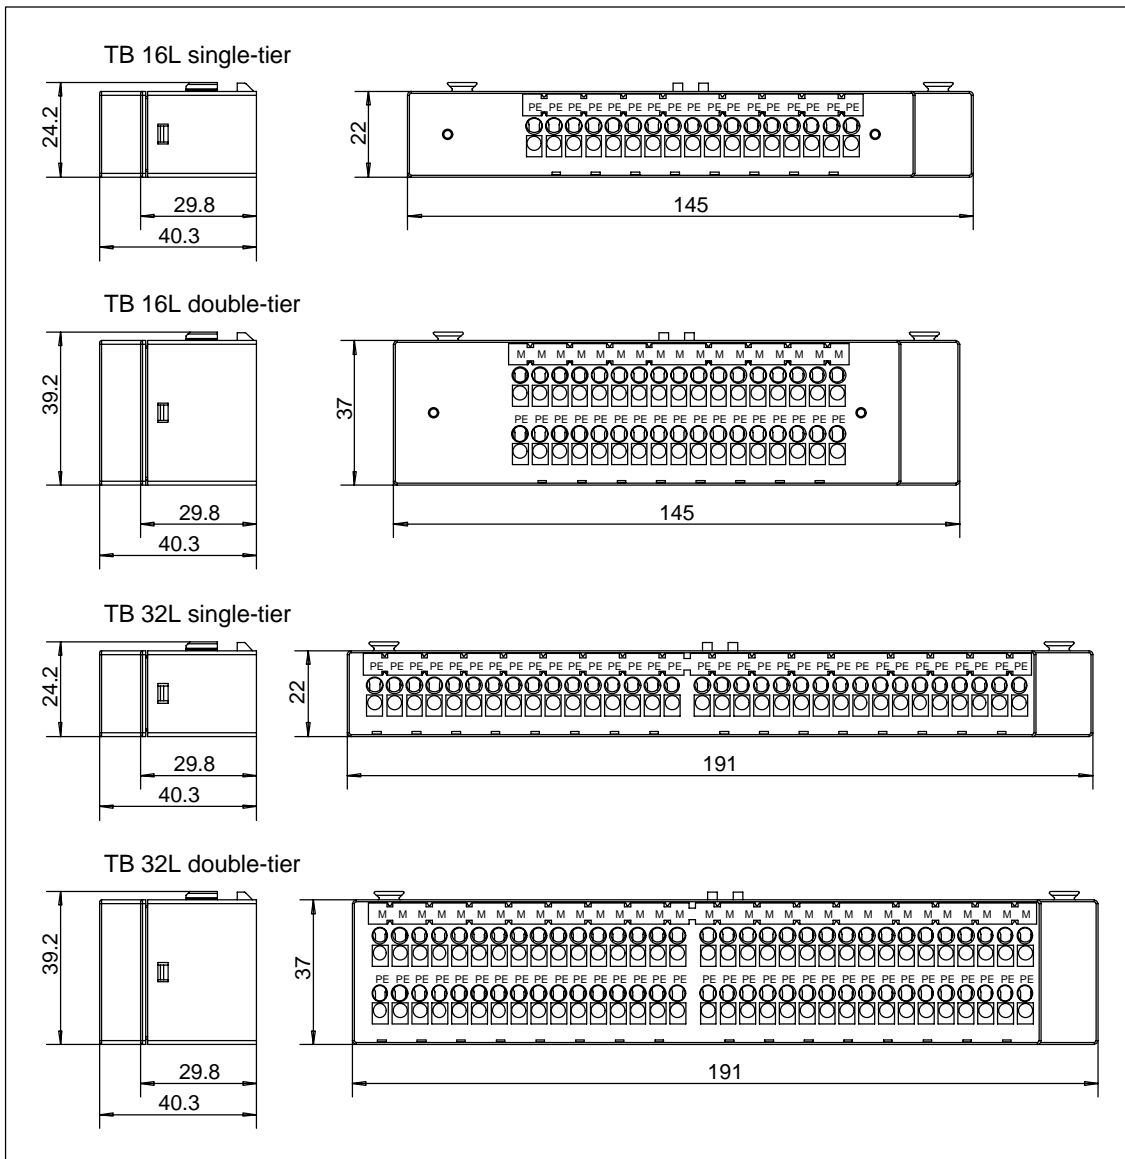 TB 16L single-tier
24.2
29.8
40.3
22
PE PE PE PE PE PE PE PE PE PE PE PE PE PE PE PE PE
145
TB 16L double-tier
39.2
29.8
40.3
37
M M M M M M M M M M M M M M M M M
PE PE PE PE PE PE PE PE PE PE PE PE PE PE PE PE PE
145
TB 32L single-tier
24.2
29.8
40.3
22
PE PE PE PE PE PE PE PE PE PE PE PE PE PE PE PE PE PE PE PE PE PE PE PE PE PE PE PE PE PE PE PE PE
191
TB 32L double-tier
39.2
29.8
40.3
37
M M M M M M M M M M M M M M M M M M M M M M M M M M M M M M M M M
PE PE PE PE PE PE PE PE PE PE PE PE PE PE PE PE PE PE PE PE PE PE PE PE PE PE PE PE PE PE PE PE PE
191